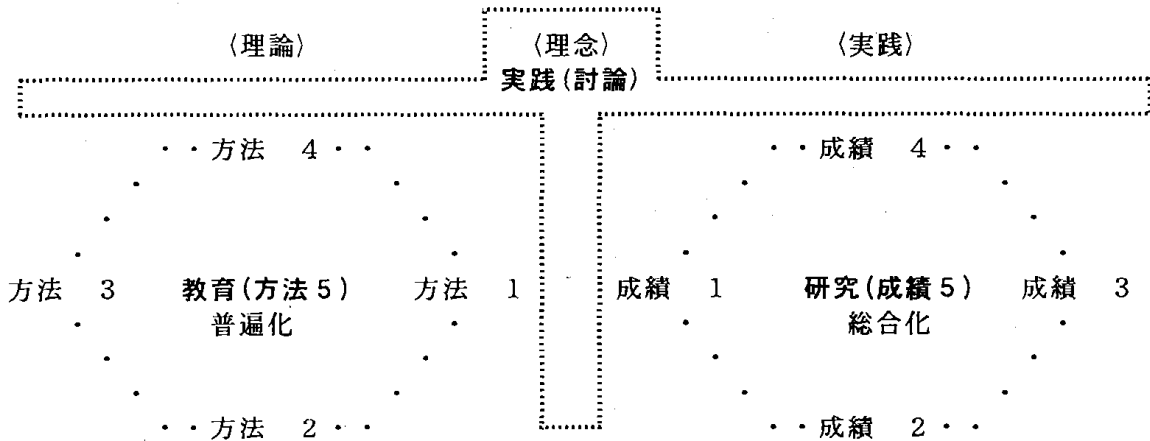 〈理論〉 〈理念〉 〈実践〉
実践(討論)
・・方法 4・・ ・・成績 4・・
方法 3 教育(方法5) 方法 1 成績 1 研究(成績5) 成績 3
普遍化 総合化
・・方法 2・・ ・・成績 2・・